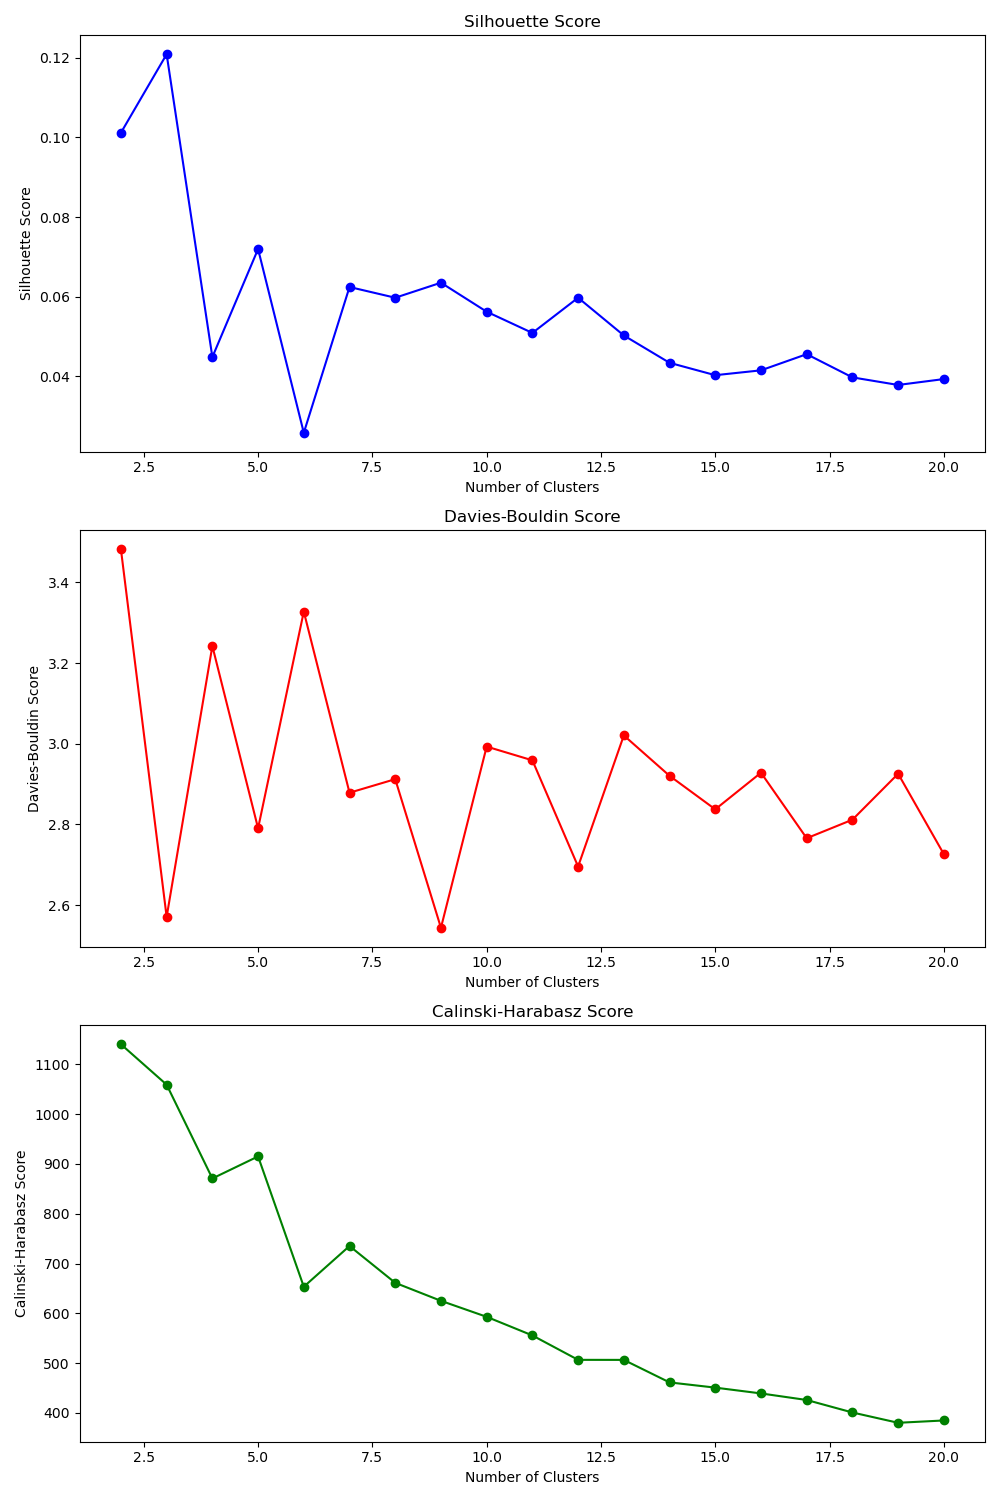 Silhouette Score
0.12
0.10
0.08
0.06
0.04
Silhouette Score
2.5 5.0 7.5 10.0 12.5 15.0 17.5 20.0
Number of Clusters
Davies-Bouldin Score
3.4
3.2
3.0
2.8
2.6
Davies-Bouldin Score
2.5 5.0 7.5 10.0 12.5 15.0 17.5 20.0
Number of Clusters
Calinski-Harabasz Score
1100
1000
900
800
700
600
500
400
Calinski-Harabasz Score
2.5 5.0 7.5 10.0 12.5 15.0 17.5 20.0
Number of Clusters